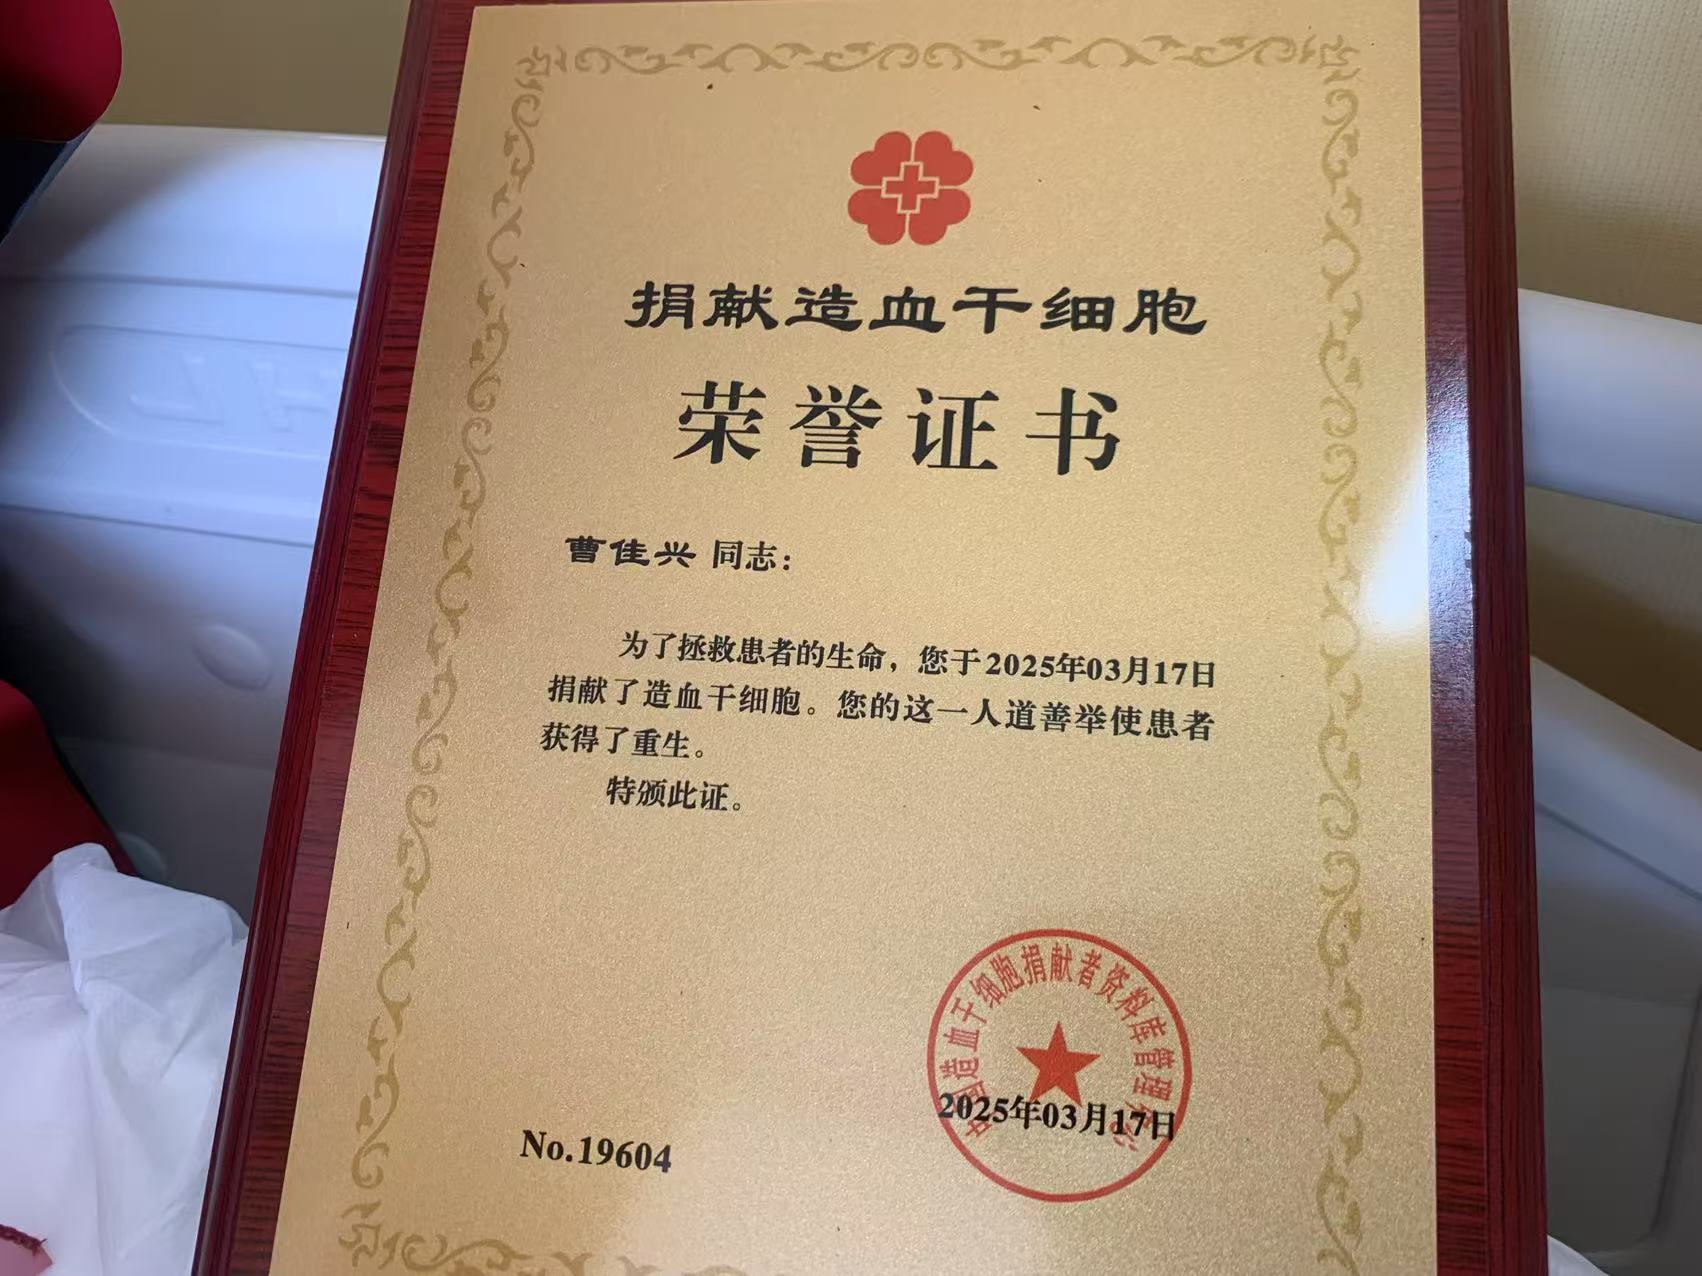 捐献造血干细胞
荣誉证书
曹佳兴 同志：
为了拯救患者的生命，您于2025年03月17日
捐献了造血干细胞。您的这一人道善举使患者
获得了重生。
特颁此证。
中国造血干细胞捐献者资料库管理中心
2025年03月17日
No.19604